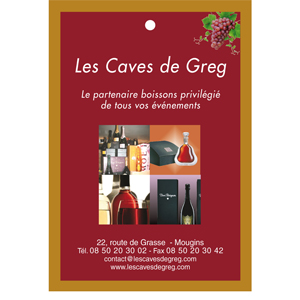 Les Caves de Greg
Le partenaire boissons privilégié
de tous vos événements
22, route de Grasse - Mougins
Tél. 08 50 20 30 02 - Fax 08 50 20 30 42
contact@lescavesdegreg.com
www.lescavesdegreg.com